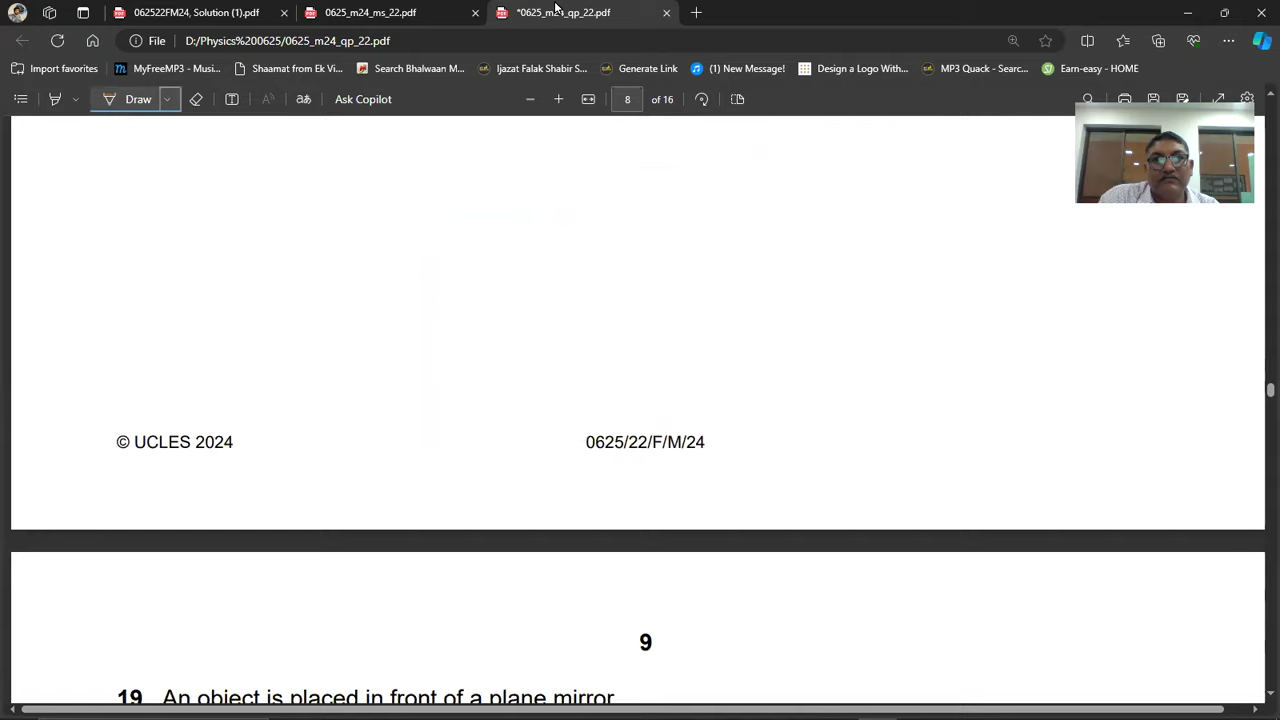 062522FM24, Solution (1).pdf
0625_m24_ms_22.pdf
*0625_m24_qp_22.pdf
File
D:/Physics%200625/0625_m24_qp_22.pdf
Import favorites
MyFreeMP3 - Musi...
Shaamat from Ek Vi...
Search Bhalwaan M...
Ijazat Falak Shabir S...
Generate Link
(1) New Message!
Design a Logo With...
MP3 Quack - Searc...
Earn-easy - HOME
Draw
Ask Copilot
8 of 16
© UCLES 2024
0625/22/F/M/24
9
19 An object is placed in front of a plane mirror